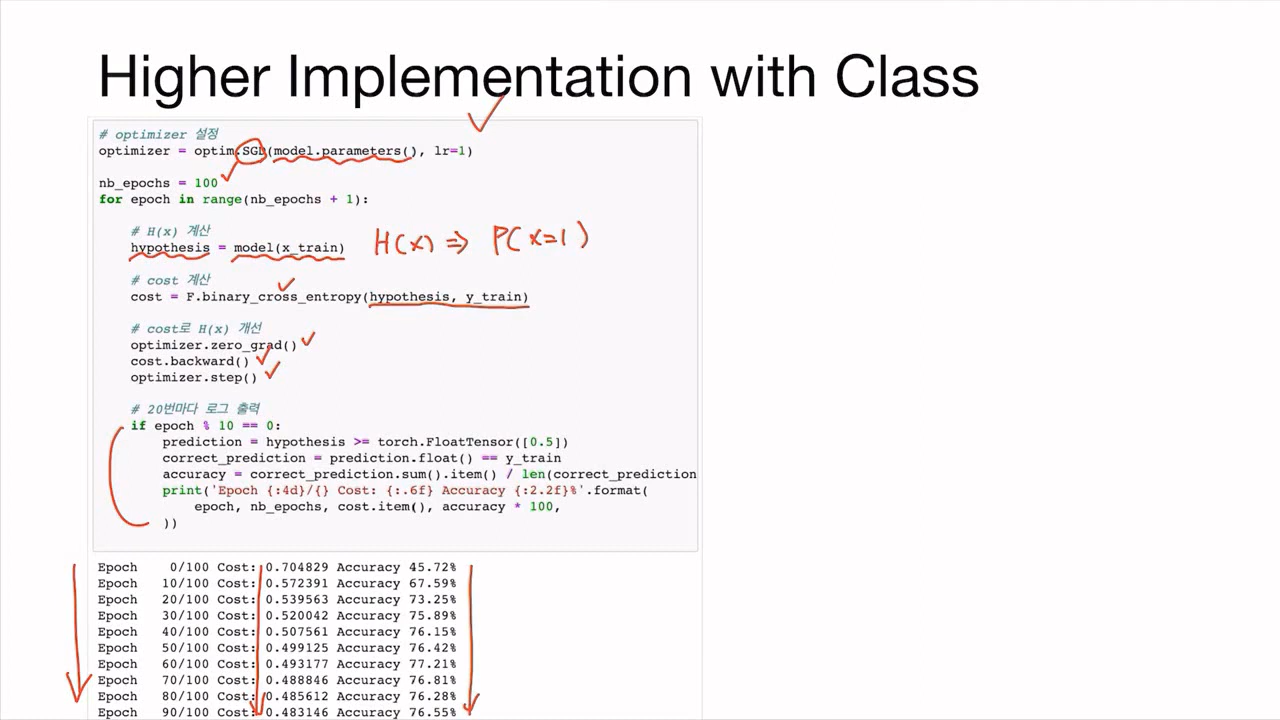 Higher Implementation with Class
# optimizer 설정
optimizer = optim.SGD(model.parameters(), lr=1)
nb_epochs = 100
for epoch in range(nb_epochs + 1):
# H(x) 계산
hypothesis = model(x_train)
H(x) ⇒ P(x=1)
# cost 계산
cost = F.binary_cross_entropy(hypothesis, y_train)
# cost로 H(x) 개선
optimizer.zero_grad()
cost.backward()
optimizer.step()
# 20번마다 로그 출력
if epoch % 10 == 0:
prediction = hypothesis >= torch.FloatTensor([0.5])
correct_prediction = prediction.float() == y_train
accuracy = correct_prediction.sum().item() / len(correct_prediction
print('Epoch {:4d}/{} Cost: {:.6f} Accuracy {:2.2f}%'.format(
epoch, nb_epochs, cost.item(), accuracy * 100,
))
Epoch 0/100 Cost: 0.704829 Accuracy 45.72%
Epoch 10/100 Cost: 0.572391 Accuracy 67.59%
Epoch 20/100 Cost: 0.539563 Accuracy 73.25%
Epoch 30/100 Cost: 0.520042 Accuracy 75.89%
Epoch 40/100 Cost: 0.507561 Accuracy 76.15%
Epoch 50/100 Cost: 0.499125 Accuracy 76.42%
Epoch 60/100 Cost: 0.493177 Accuracy 77.21%
Epoch 70/100 Cost: 0.488846 Accuracy 76.81%
Epoch 80/100 Cost: 0.485612 Accuracy 76.28%
Epoch 90/100 Cost: 0.483146 Accuracy 76.55%